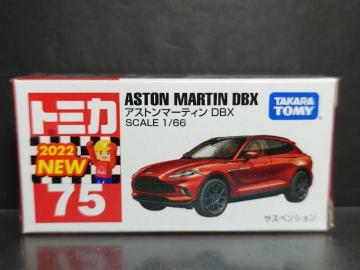 トミカ
2022
NEW
75
ASTON MARTIN DBX
アストンマーティン DBX
SCALE 1/66
TAKARA
TOMY
サスペンション